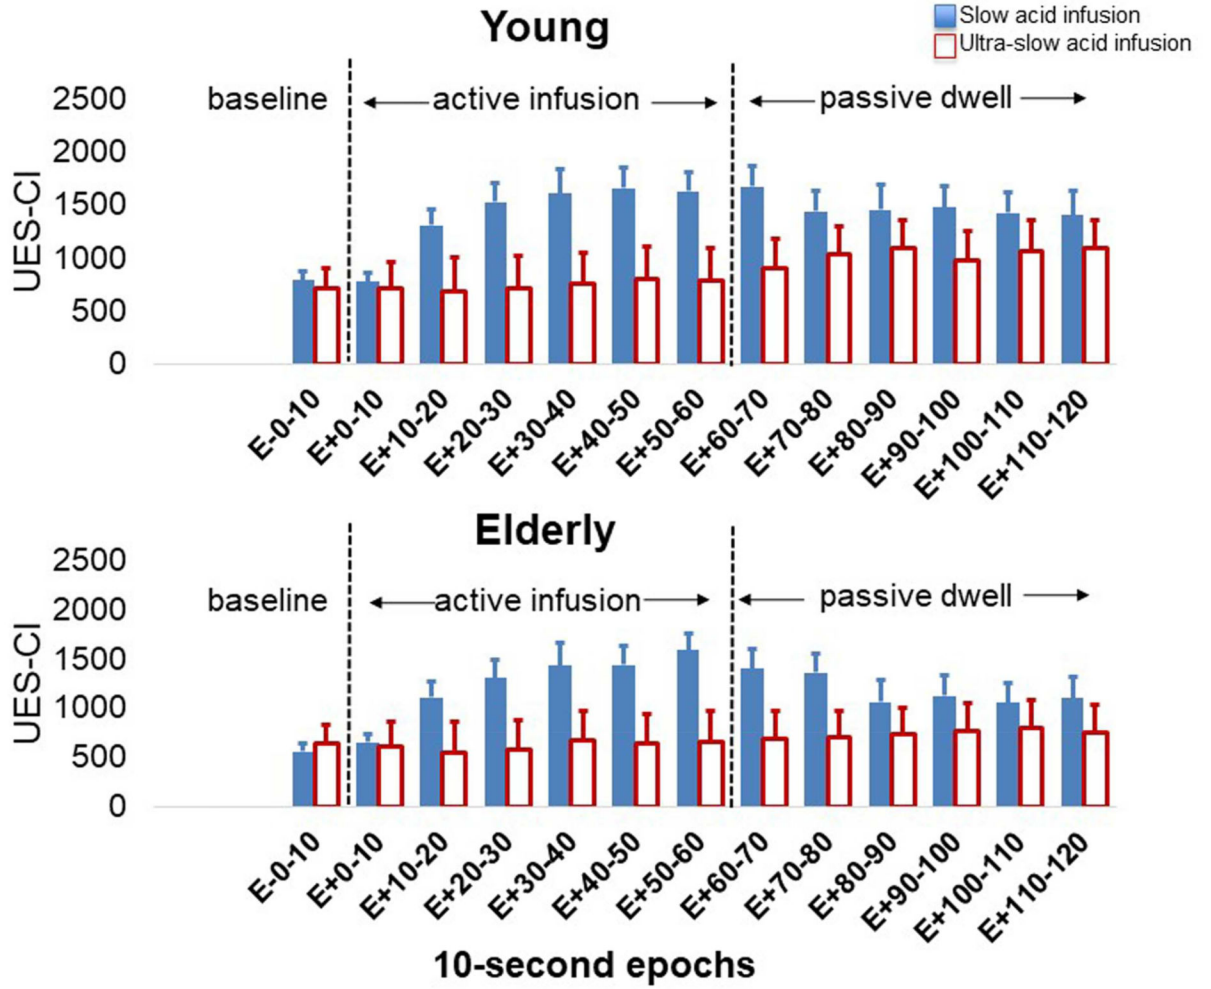 Young
Slow acid infusion
Ultra-slow acid infusion
baseline
active infusion
passive dwell
UES-CI
2500
2000
1500
1000
500
0
E-0-10
E+0-10
E+10-20
E+20-30
E+30-40
E+40-50
E+50-60
E+60-70
E+70-80
E+80-90
E+90-100
E+100-110
E+110-120
Elderly
baseline
active infusion
passive dwell
UES-CI
2500
2000
1500
1000
500
0
E-0-10
E+0-10
E+10-20
E+20-30
E+30-40
E+40-50
E+50-60
E+60-70
E+70-80
E+80-90
E+90-100
E+100-110
E+110-120
10-second epochs